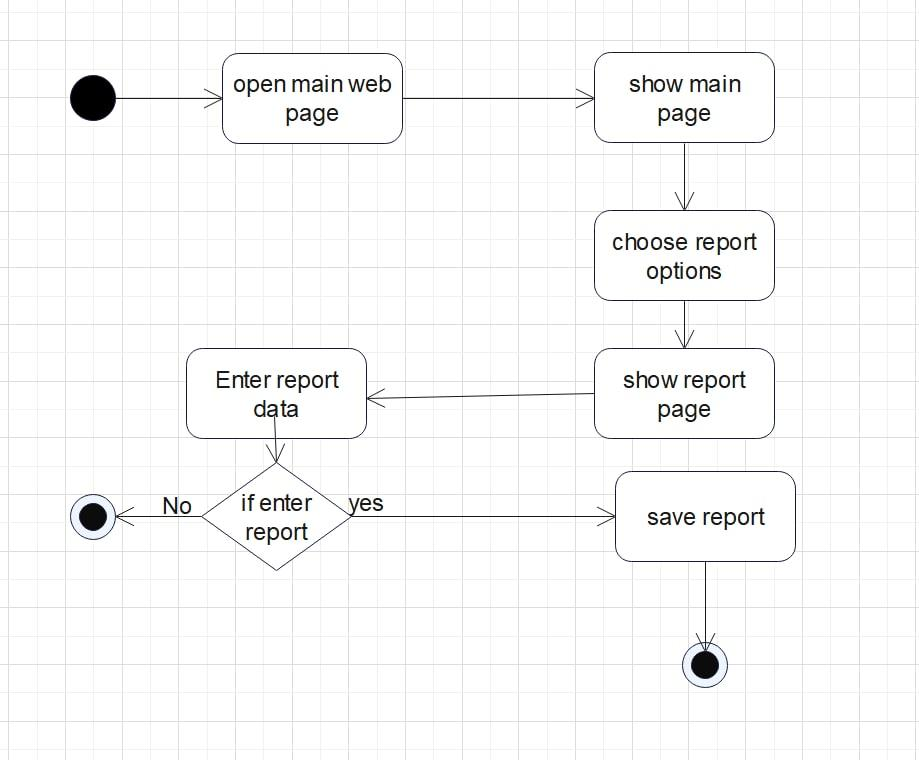 open main web
page
show main
page
choose report
options
Enter report
data
show report
page
No
if enter
report
yes
save report